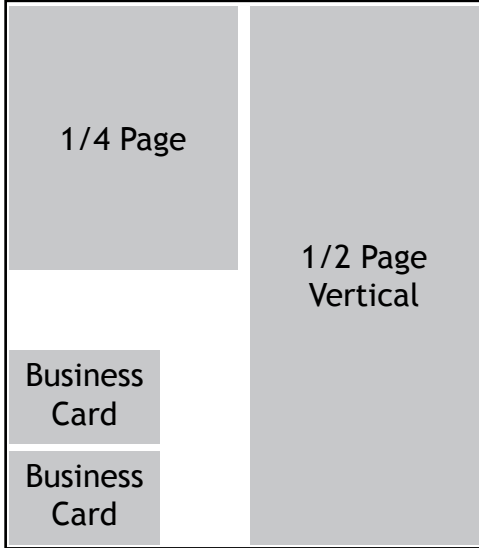 1/4 Page
1/2 Page
Vertical
Business
Card
Business
Card